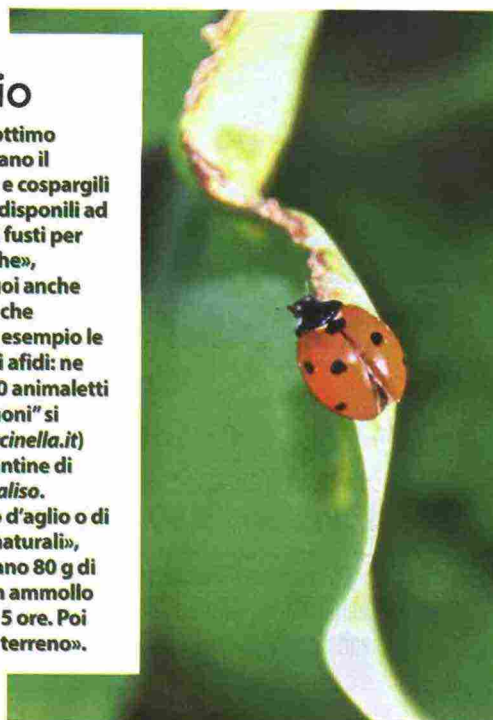 io
ottimo
ano il
e cospargili
disponili ad
fusti per
he»,
oi anche
che
esempio le
i afidi: ne
0 animaletti
oni" si
cinella.it)
ntine di
aliso.
o d'aglio o di
naturali»,
ano 80 g di
n ammollo
5 ore. Poi
terreno».